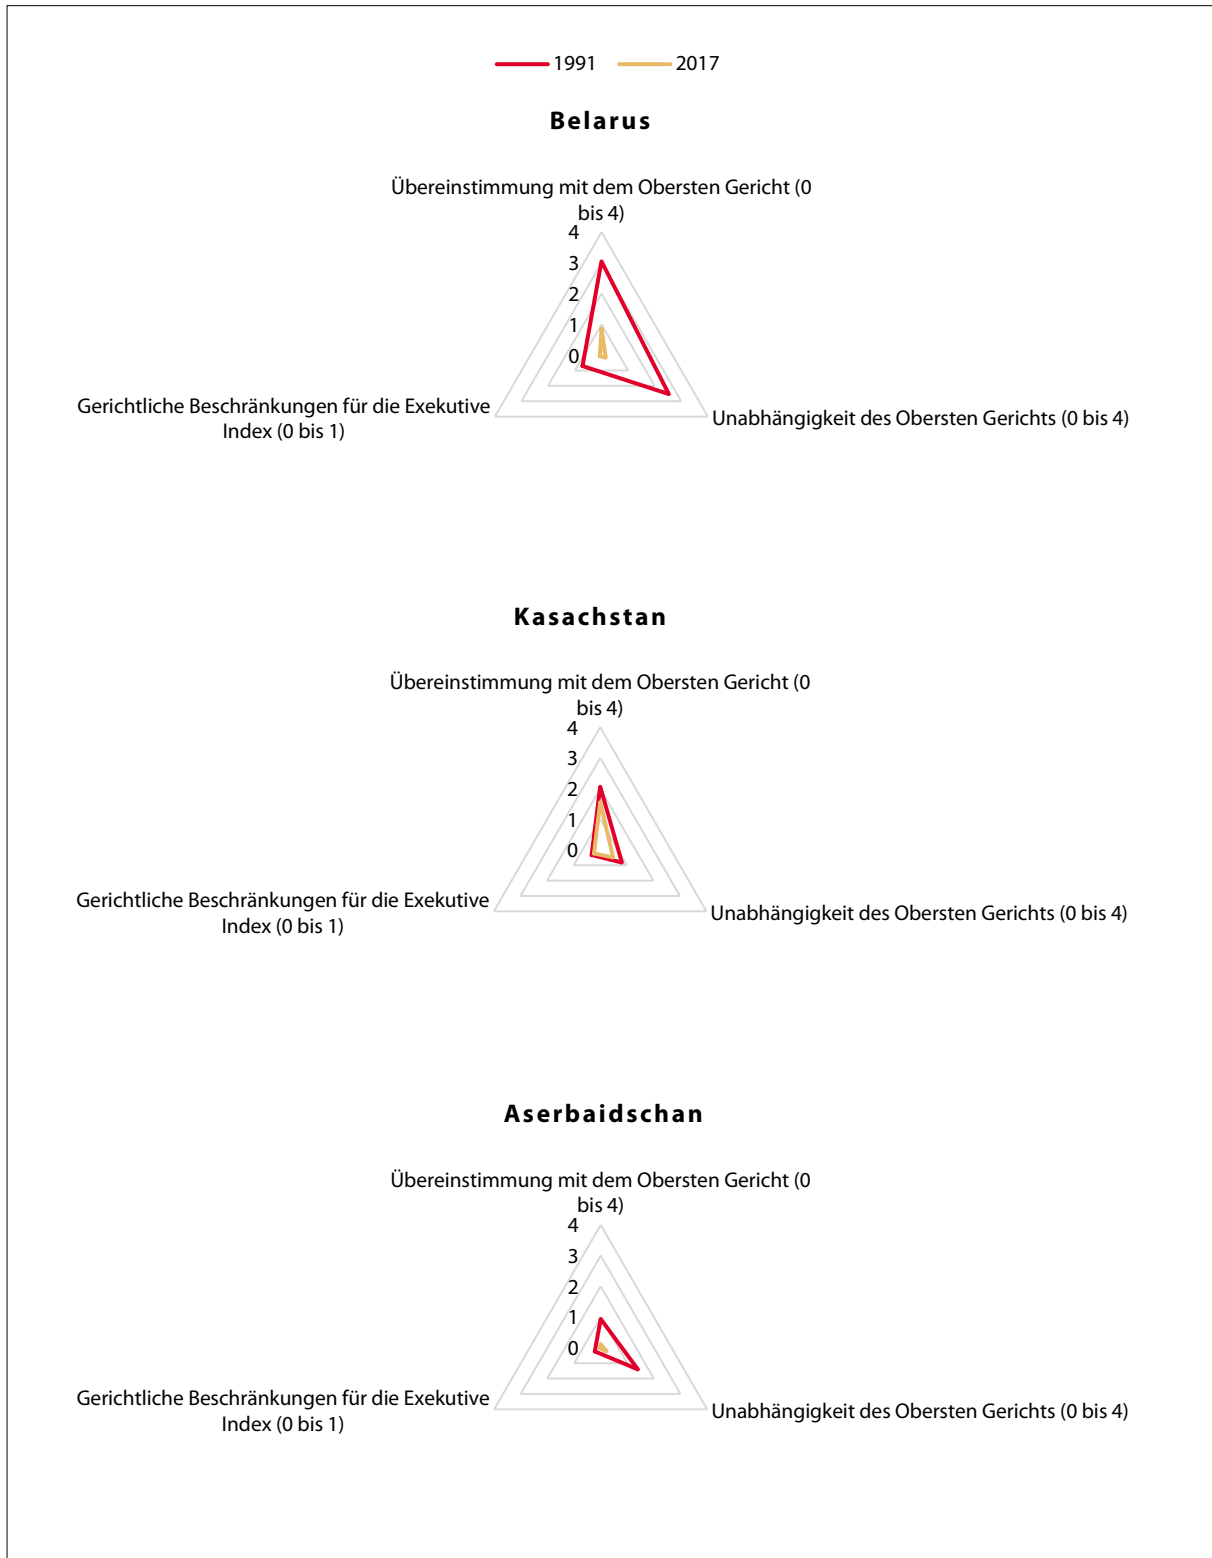 1991 2017
Belarus
Übereinstimmung mit dem Obersten Gericht (0
bis 4)
4
3
2
1
0
Gerichtliche Beschränkungen für die Exekutive
Index (0 bis 1)
Unabhängigkeit des Obersten Gerichts (0 bis 4)
Kasachstan
Übereinstimmung mit dem Obersten Gericht (0
bis 4)
4
3
2
1
0
Gerichtliche Beschränkungen für die Exekutive
Index (0 bis 1)
Unabhängigkeit des Obersten Gerichts (0 bis 4)
Aserbaidschan
Übereinstimmung mit dem Obersten Gericht (0
bis 4)
4
3
2
1
0
Gerichtliche Beschränkungen für die Exekutive
Index (0 bis 1)
Unabhängigkeit des Obersten Gerichts (0 bis 4)